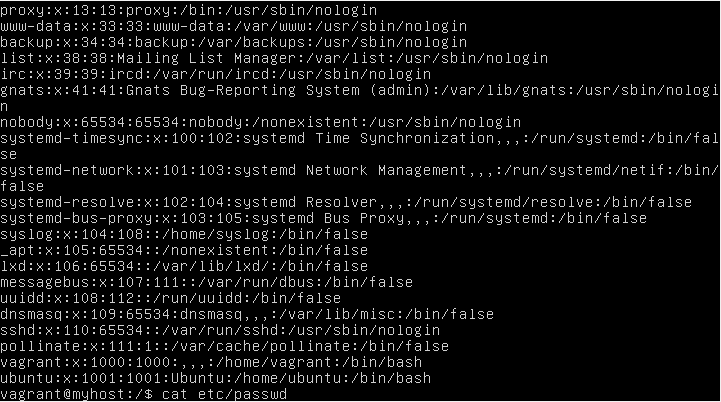 proxy:x:13:13:proxy:/bin:/usr/sbin/nologin
www-data:x:33:33:www-data:/var/www:/usr/sbin/nologin
backup:x:34:34:backup:/var/backups:/usr/sbin/nologin
list:x:38:38:Mailing List Manager:/var/list:/usr/sbin/nologin
irc:x:39:39:ircd:/var/run/ircd:/usr/sbin/nologin
gnats:x:41:41:Gnats Bug-Reporting System (admin):/var/lib/gnats:/usr/sbin/nologi
n
nobody:x:65534:65534:nobody:/nonexistent:/usr/sbin/nologin
systemd-timesync:x:100:102:systemd Time Synchronization,,,:/run/systemd:/bin/fal
se
systemd-network:x:101:103:systemd Network Management,,,:/run/systemd/netif:/bin/
false
systemd-resolve:x:102:104:systemd Resolver,,,:/run/systemd/resolve:/bin/false
systemd-bus-proxy:x:103:105:systemd Bus Proxy,,,:/run/systemd:/bin/false
syslog:x:104:108::/home/syslog:/bin/false
_apt:x:105:65534::/nonexistent:/bin/false
lxd:x:106:65534::/var/lib/lxd/:/bin/false
messagebus:x:107:111::/var/run/dbus:/bin/false
uuidd:x:108:112::/run/uuidd:/bin/false
dnsmasq:x:109:65534:dnsmasq,,,:/var/lib/misc:/bin/false
sshd:x:110:65534::/var/run/sshd:/usr/sbin/nologin
pollinate:x:111:1::/var/cache/pollinate:/bin/false
vagrant:x:1000:1000:,,,:/home/vagrant:/bin/bash
ubuntu:x:1001:1001:Ubuntu:/home/ubuntu:/bin/bash
vagrant@myhost:/$ cat etc/passwd